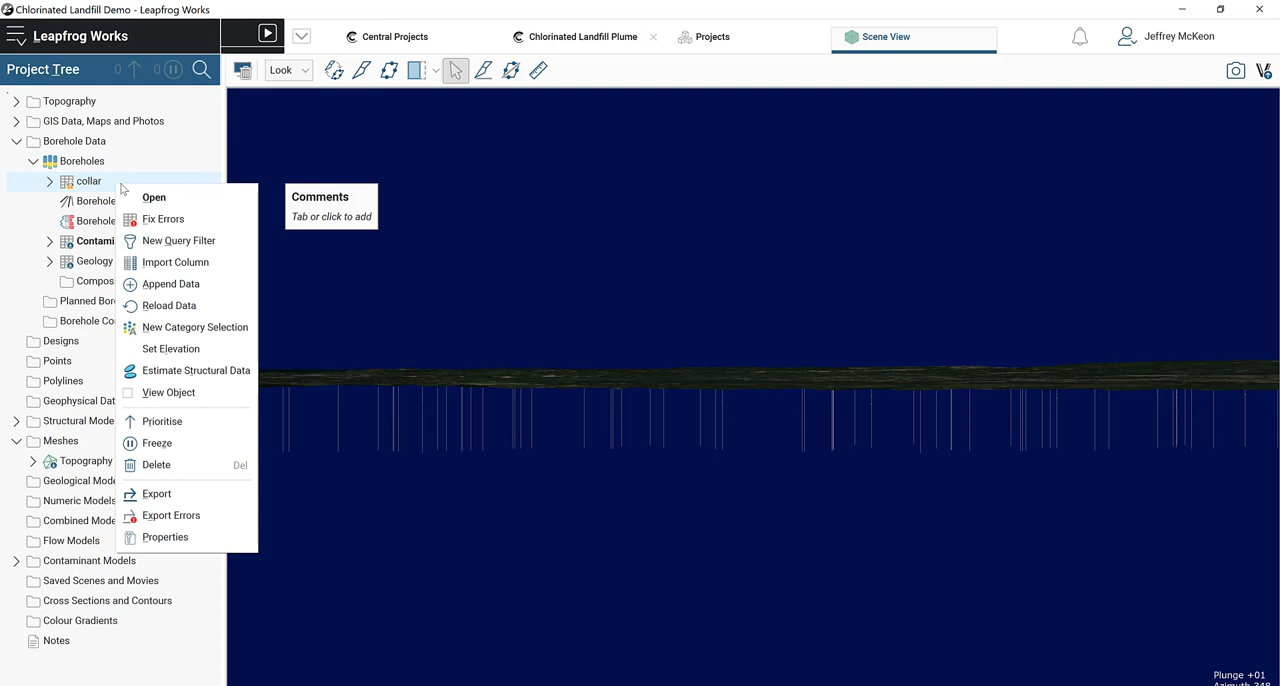 Chlorinated Landfill Demo - Leapfrog Works
Leapfrog Works
Central Projects
Chlorinated Landfill Plume
Projects
Scene View
Jeffrey McKeon
Project Tree
0
0
Look
Topography
GIS Data, Maps and Photos
Borehole Data
Boreholes
collar
Borehole
Borehole
Contami
Geology
Compos
Planned Bor
Borehole Co
Designs
Points
Polylines
Geophysical Dat
Structural Mode
Meshes
Topography
Geological Mode
Numeric Models
Combined Mode
Flow Models
Contaminant Models
Saved Scenes and Movies
Cross Sections and Contours
Colour Gradients
Notes
Open
Fix Errors
New Query Filter
Import Column
Append Data
Reload Data
New Category Selection
Set Elevation
Estimate Structural Data
View Object
Prioritise
Freeze
Delete Del
Export
Export Errors
Properties
Comments
Tab or click to add
Plunge +01
Azimuth 348